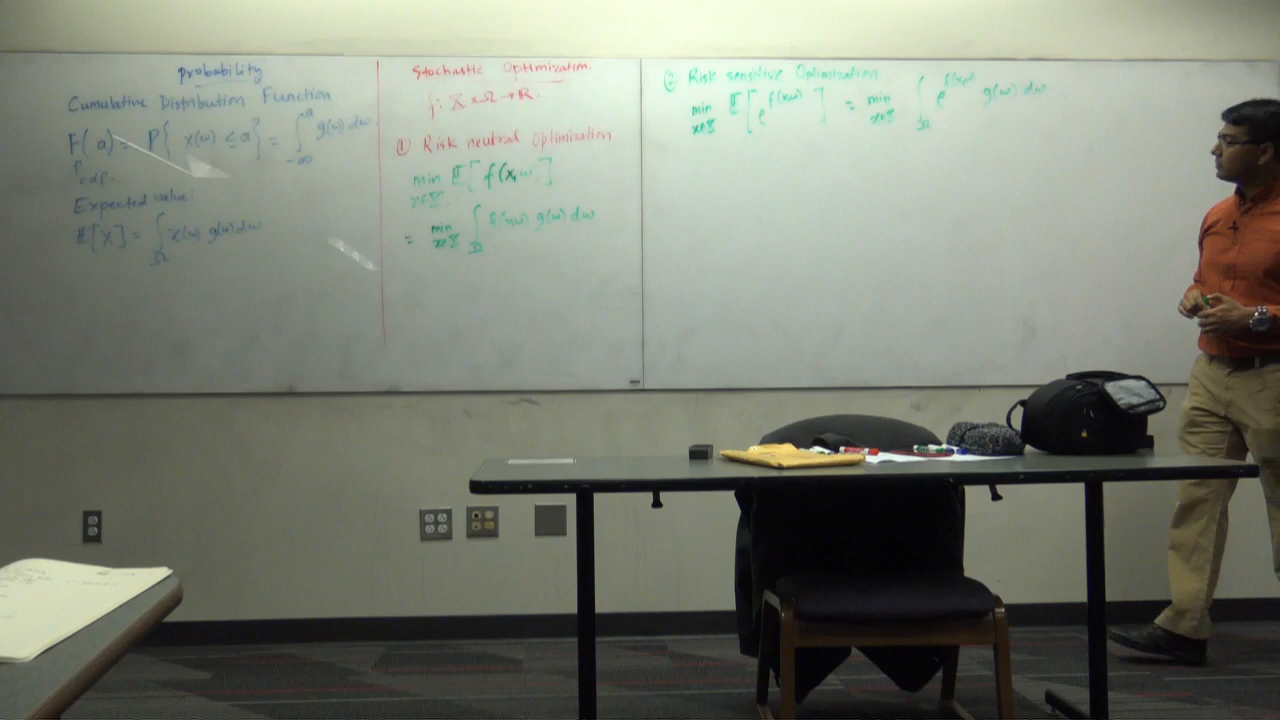 probability
Cumulative Distribution Function
F(a) = P{ x(ω) ≤ a } = ∫_{-∞}^{a} g(ω) dω
cdf.
Expected value:
𝔼[X] = ∫_Ω x(ω) g(ω) dω
Stochastic Optimization.
f: X × Ω → ℝ.
① Risk neutral Optimization
min_{x∈X} 𝔼[ f(x,ω) ]
= min_{x∈X} ∫_Ω f(x,ω) g(ω) dω
② Risk sensitive Optimization
min_{x∈X} 𝔼[ e^{f(x,ω)} ] = min_{x∈X} ∫_Ω e^{f(x,ω)} g(ω) dω.